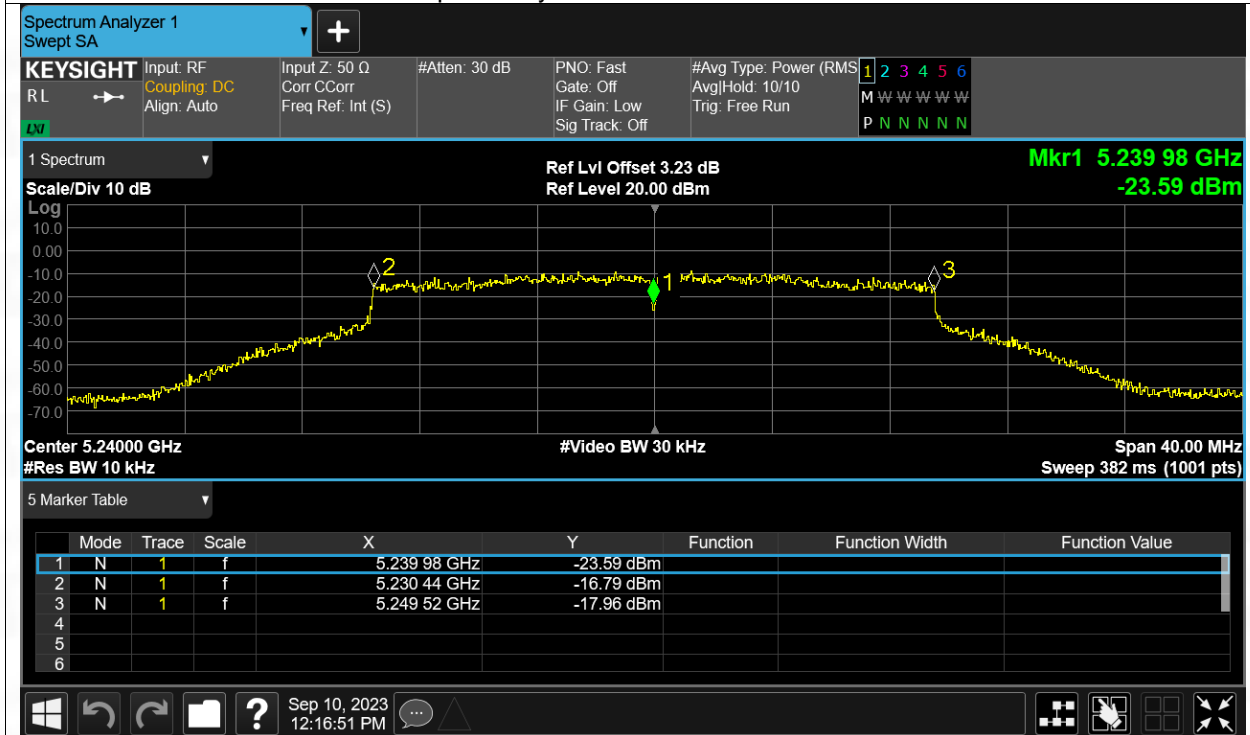 Spectrum Analyzer 1
Swept SA
+
KEYSIGHT Input: RF Input Z: 50 Ω #Atten: 30 dB PNO: Fast #Avg Type: Power (RMS 1 2 3 4 5 6
RL Coupling: DC Corr CCorr Gate: Off Avg|Hold: 10/10 M W W W W W
Align: Auto Freq Ref: Int (S) IF Gain: Low Trig: Free Run
LXI Sig Track: Off P N N N N N
1 Spectrum Ref Lvl Offset 3.23 dB Mkr1 5.239 98 GHz
Scale/Div 10 dB Ref Level 20.00 dBm -23.59 dBm
Log
10.0
0.00
-10.0
-20.0
-30.0
-40.0
-50.0
-60.0
-70.0
2 1 3
Center 5.24000 GHz #Video BW 30 kHz Span 40.00 MHz
#Res BW 10 kHz Sweep 382 ms (1001 pts)
5 Marker Table
Mode Trace Scale X Y Function Function Width Function Value
1 N 1 f 5.239 98 GHz -23.59 dBm
2 N 1 f 5.230 44 GHz -16.79 dBm
3 N 1 f 5.249 52 GHz -17.96 dBm
4
5
6
? Sep 10, 2023
12:16:51 PM